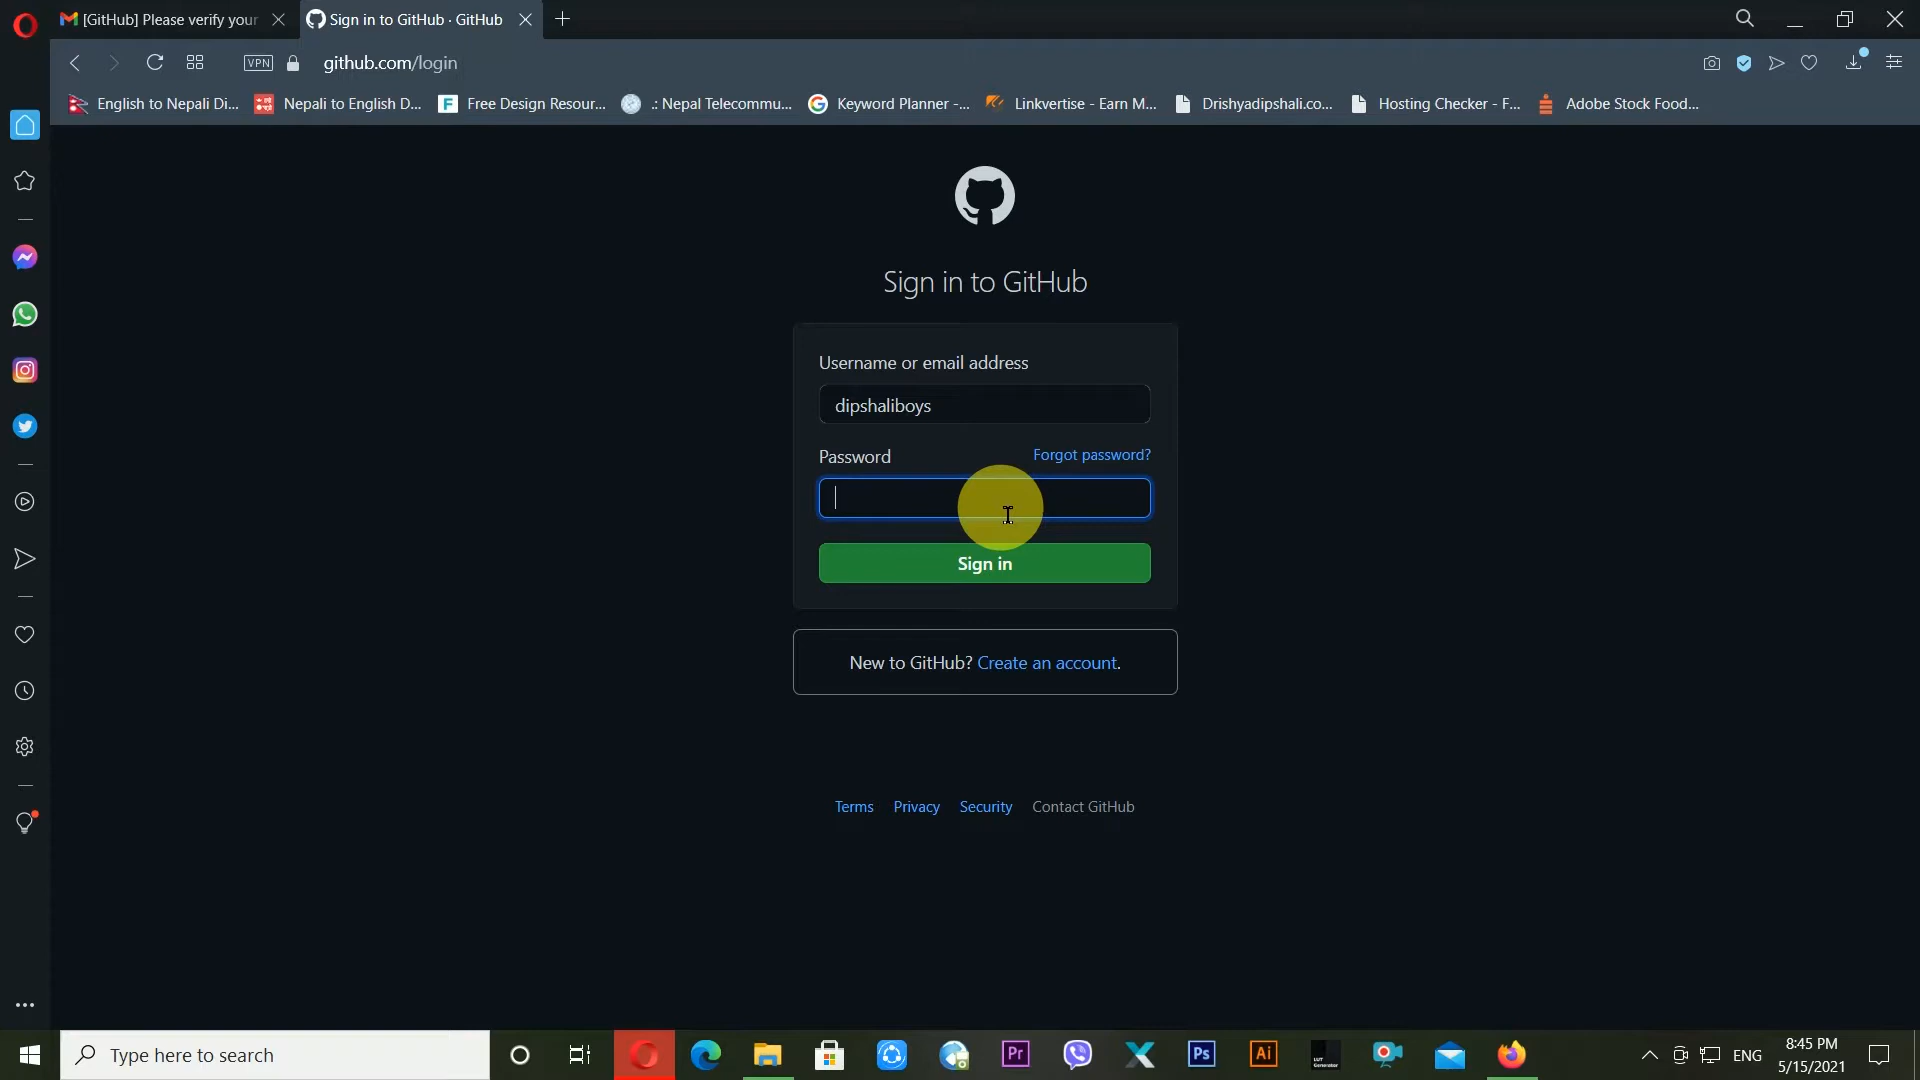 [GitHub] Please verify your
Sign in to GitHub · GitHub
VPN
github.com/login
English to Nepali Di...
Nepali to English D...
Free Design Resour...
.: Nepal Telecommu...
Keyword Planner -...
Linkvertise - Earn M...
Drishyadipshali.co...
Hosting Checker - F...
Adobe Stock Food...
Sign in to GitHub
Username or email address
dipshaliboys
Password
Forgot password?
Sign in
New to GitHub? Create an account.
Terms
Privacy
Security
Contact GitHub
Type here to search
Pr
Ps
Ai
LUT
Generator
ENG
8:45 PM
5/15/2021